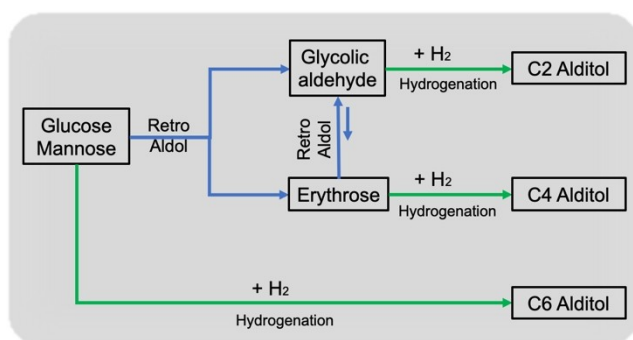 Glycolic
aldehyde
+ H₂
Hydrogenation
C2 Alditol
Glucose
Mannose
Retro
Aldol
Retro
Aldol
Erythrose
+ H₂
Hydrogenation
C4 Alditol
+ H₂
Hydrogenation
C6 Alditol